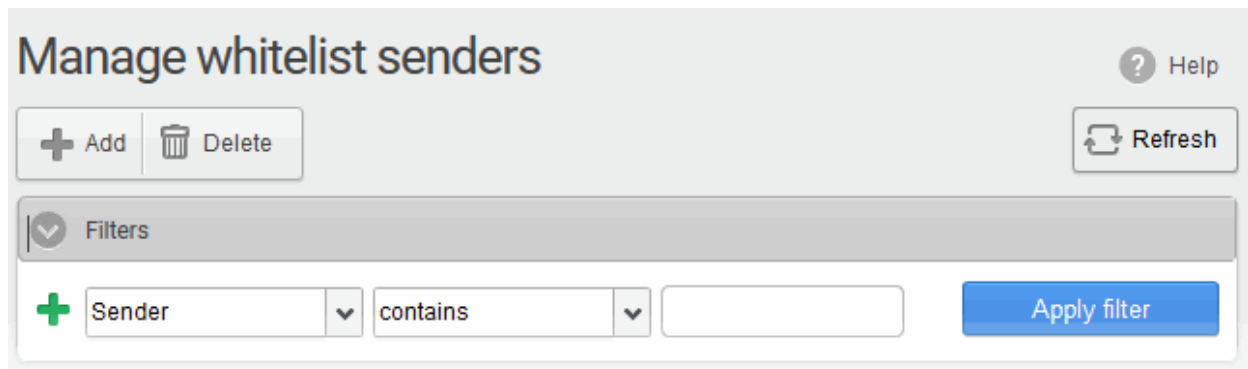 Manage whitelist senders
Help
Add Delete
Refresh
Filters
Sender contains Apply filter